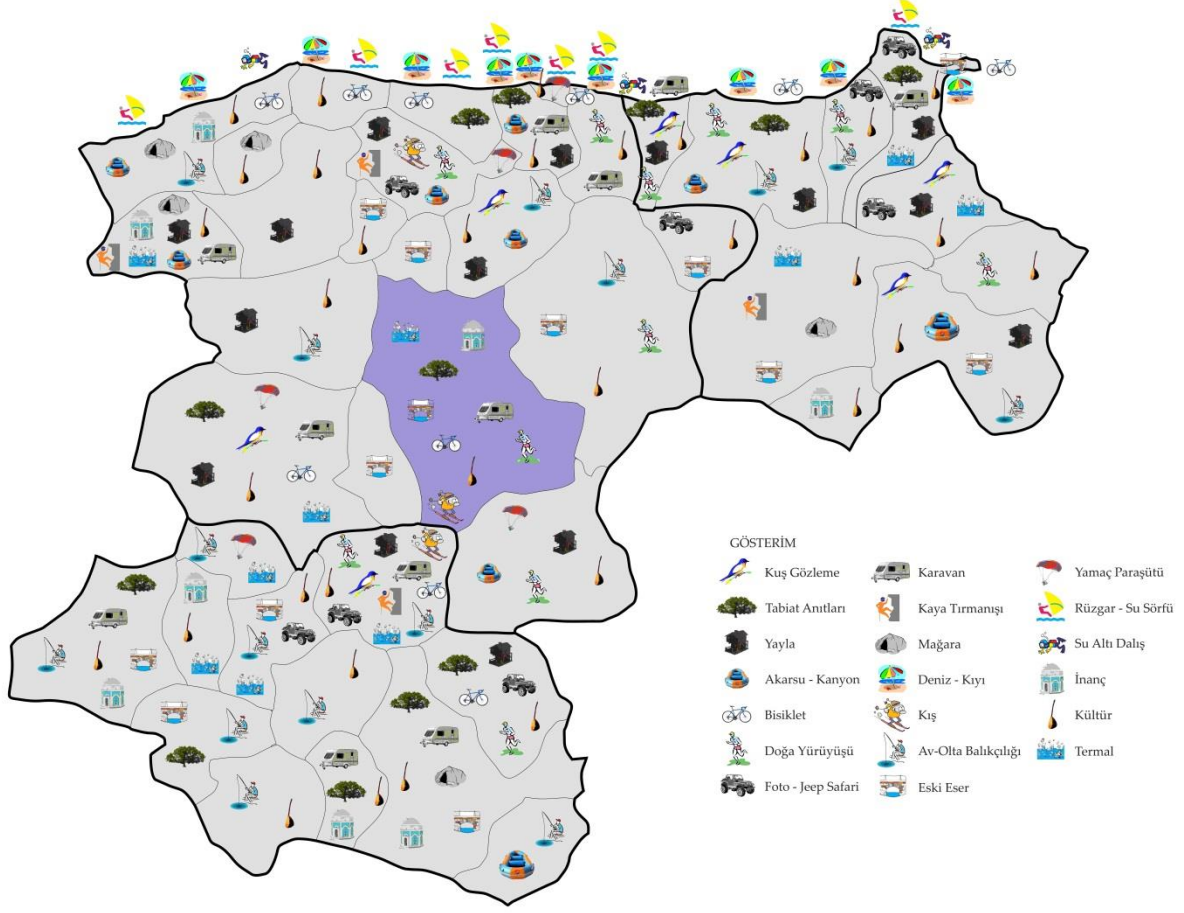 GÖSTERİM
Kuş Gözleme
Tabiat Anıtları
Yayla
Akarsu - Kanyon
Bisiklet
Doğa Yürüyüşü
Foto - Jeep Safari
Karavan
Kaya Tırmanışı
Mağara
Deniz - Kıyı
Kış
Av-Olta Balıkçılığı
Eski Eser
Yamaç Paraşütü
Rüzgar - Su Sörfü
Su Altı Dalış
İnanç
Kültür
Termal